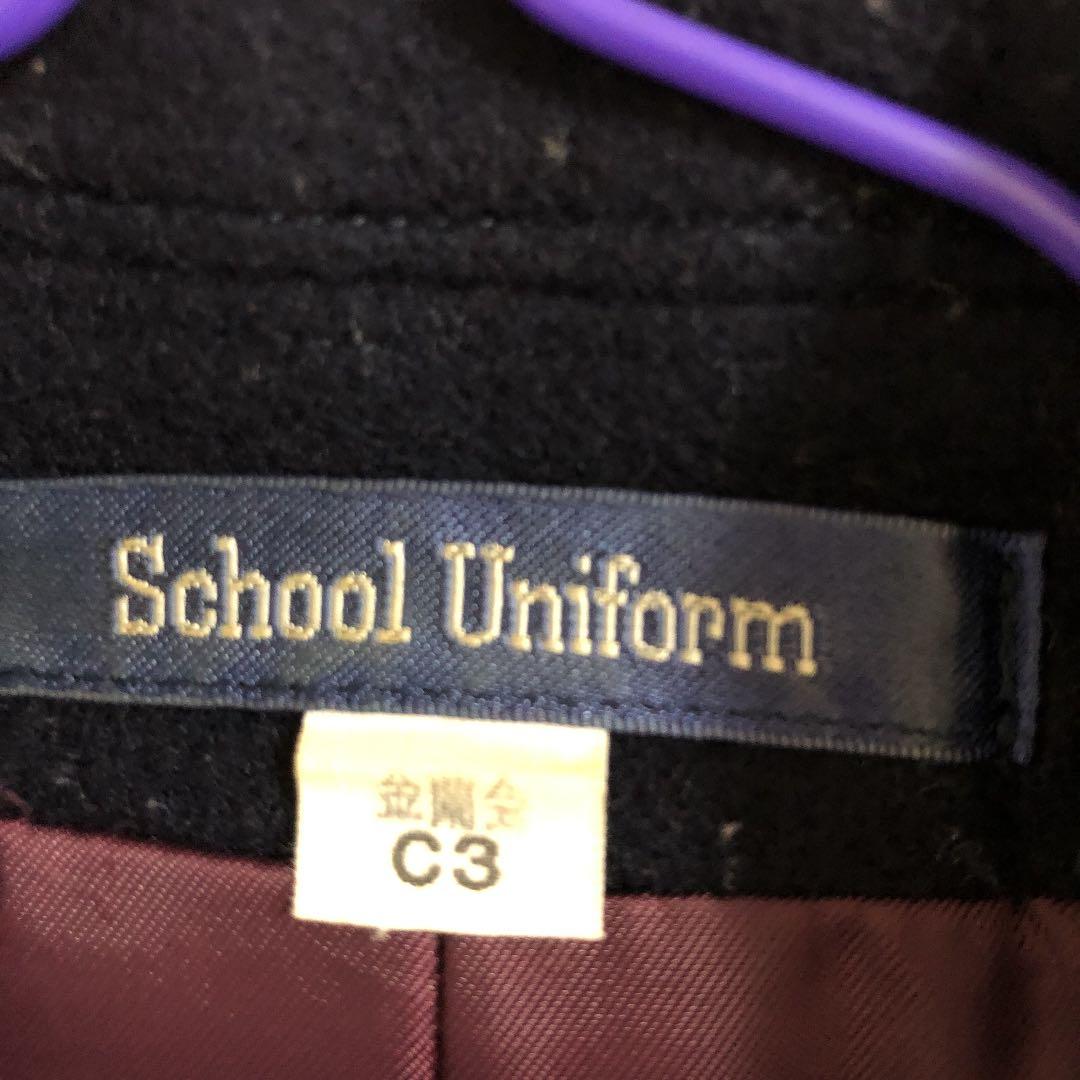 School Uniform
金蘭会
C3